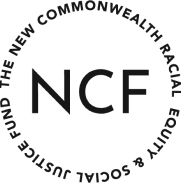 THE NEW COMMONWEALTH RACIAL EQUITY & SOCIAL JUSTICE FUND
NCF